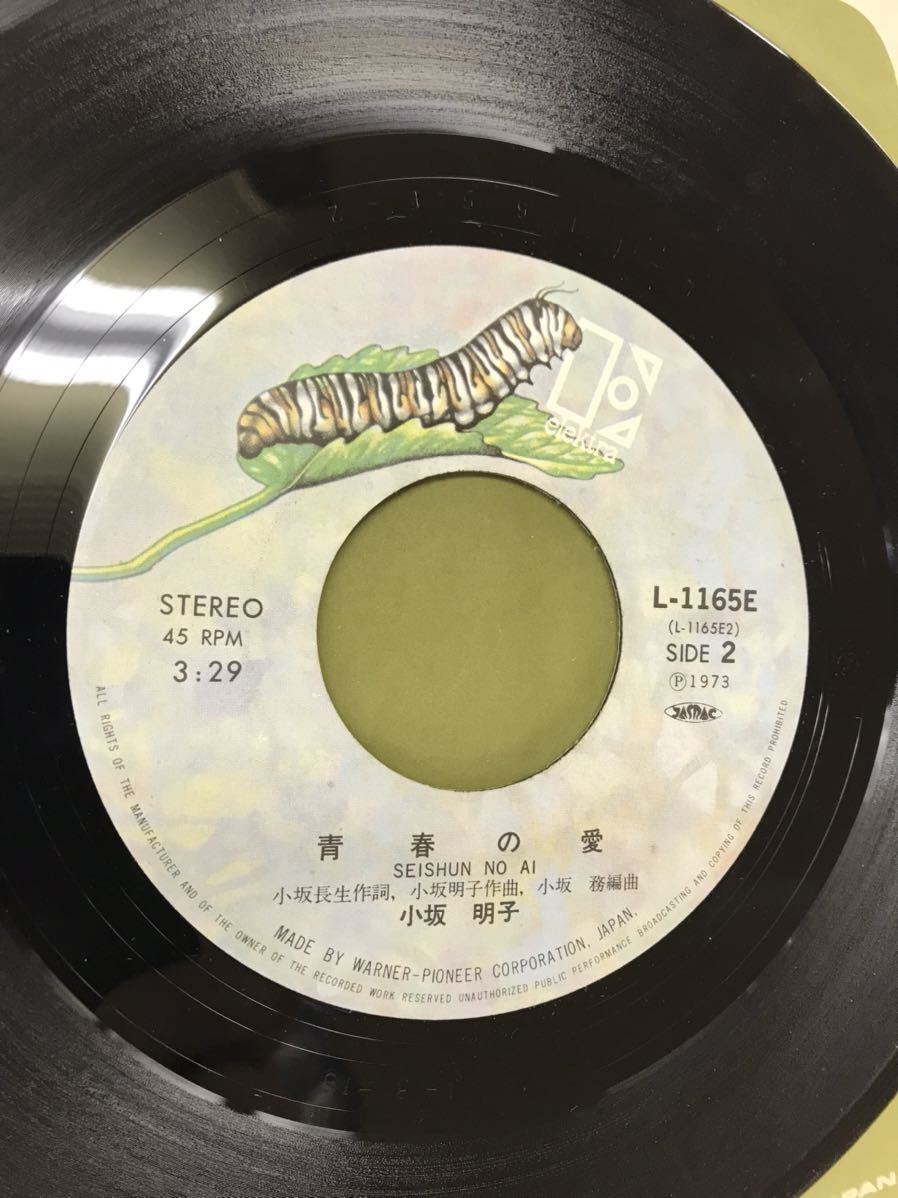 elektra
STEREO
45 RPM
3:29
L-1165E
(L-1165E2)
SIDE 2
Ⓟ1973
JASRAC
青春の愛
SEISHUN NO AI
小坂長生作詞, 小坂明子作曲, 小坂 務編曲
小坂 明子
MADE BY WARNER-PIONEER CORPORATION, JAPAN.
ALL RIGHTS OF THE MANUFACTURER AND OF THE OWNER OF THE RECORDED WORK RESERVED UNAUTHORIZED PUBLIC PERFORMANCE BROADCASTING AND COPYING OF THIS RECORD PROHIBITED.